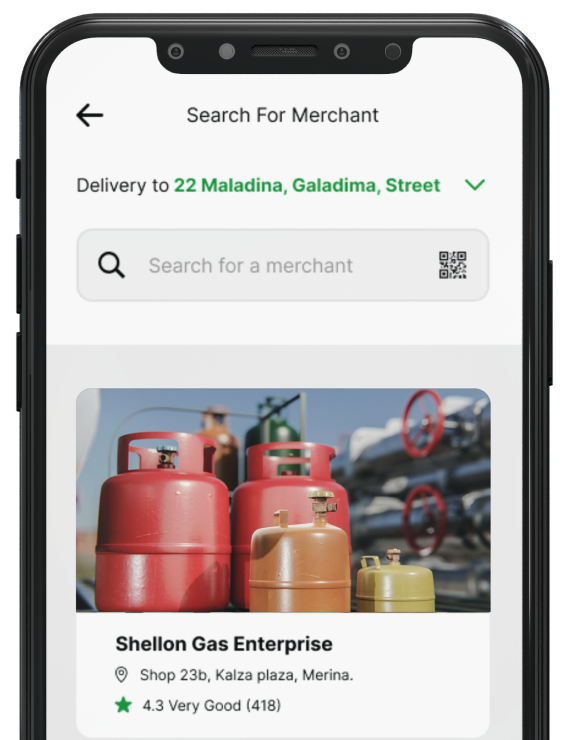 Search For Merchant
Delivery to 22 Maladina, Galadima, Street
Search for a merchant
Shellon Gas Enterprise
Shop 23b, Kalza plaza, Merina.
4.3 Very Good (418)